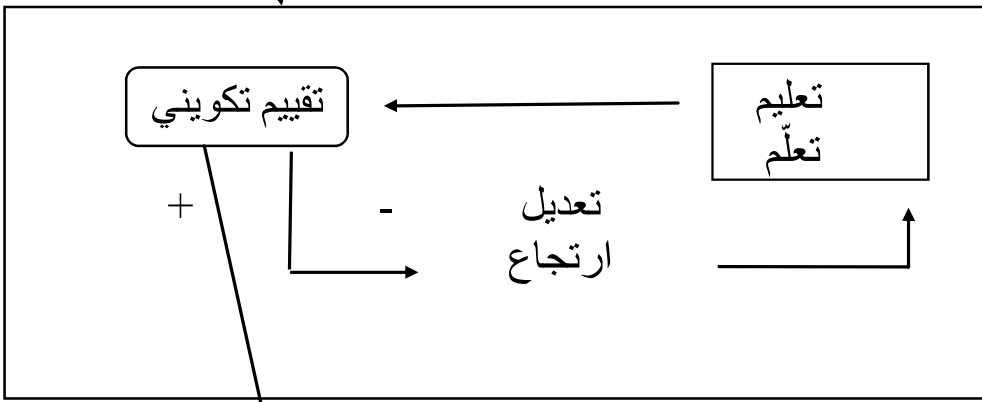 تعليم
تعلّم
تقييم تكويني
+
-
تعديل
ارتجاع